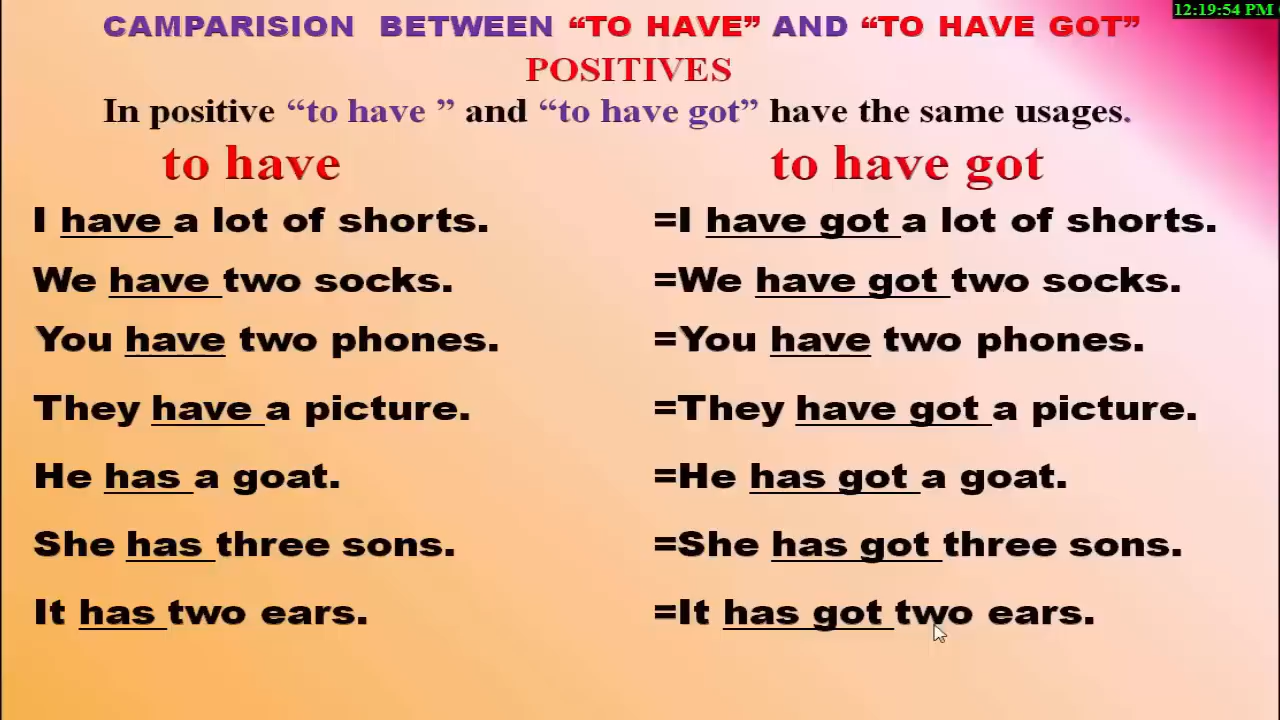 12:19:54 PM
CAMPARISION BETWEEN “TO HAVE” AND “TO HAVE GOT”
POSITIVES
In positive “to have ” and “to have got” have the same usages.
to have to have got
I have a lot of shorts. =I have got a lot of shorts.
We have two socks. =We have got two socks.
You have two phones. =You have two phones.
They have a picture. =They have got a picture.
He has a goat. =He has got a goat.
She has three sons. =She has got three sons.
It has two ears. =It has got two ears.